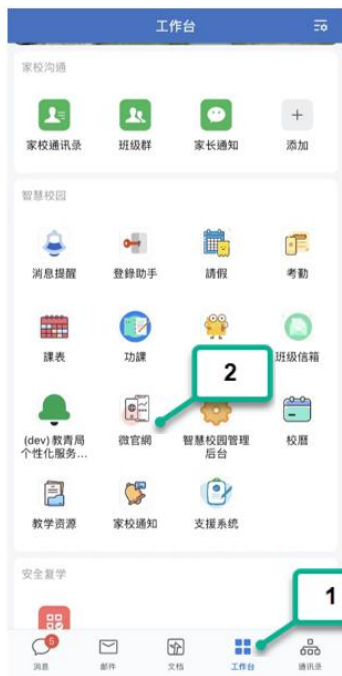 工作台
家校沟通
家校通讯录 班级群 家长通知 添加
智慧校园
消息提醒 登錄助手 請假 考勤
課表 功課 班级信箱
2
(dev) 教青局
个性化服务... 微官網 智慧校园管理
后台 校曆
教学资源 家校通知 支援系统
安全复学
1
5
消息 邮件 文档 工作台 通讯录